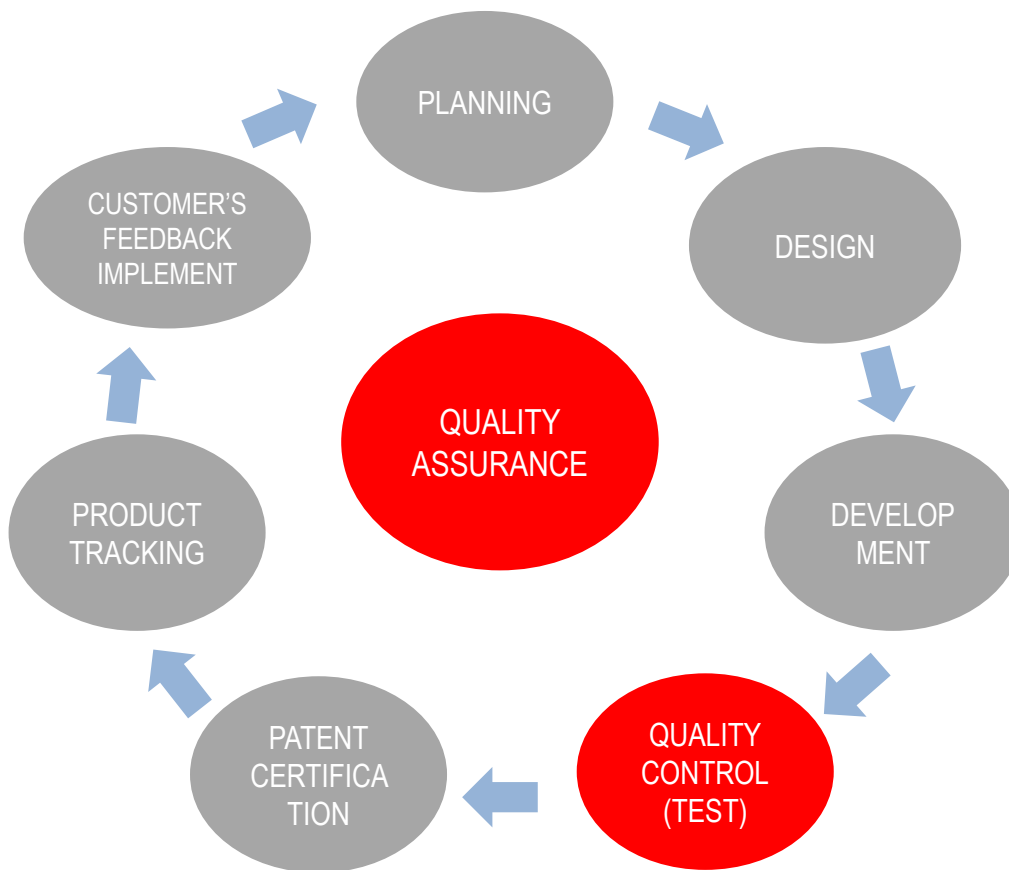 PLANNING
DESIGN
DEVELOP
MENT
QUALITY
CONTROL
(TEST)
PATENT
CERTIFICA
TION
PRODUCT
TRACKING
CUSTOMER’S
FEEDBACK
IMPLEMENT
QUALITY
ASSURANCE